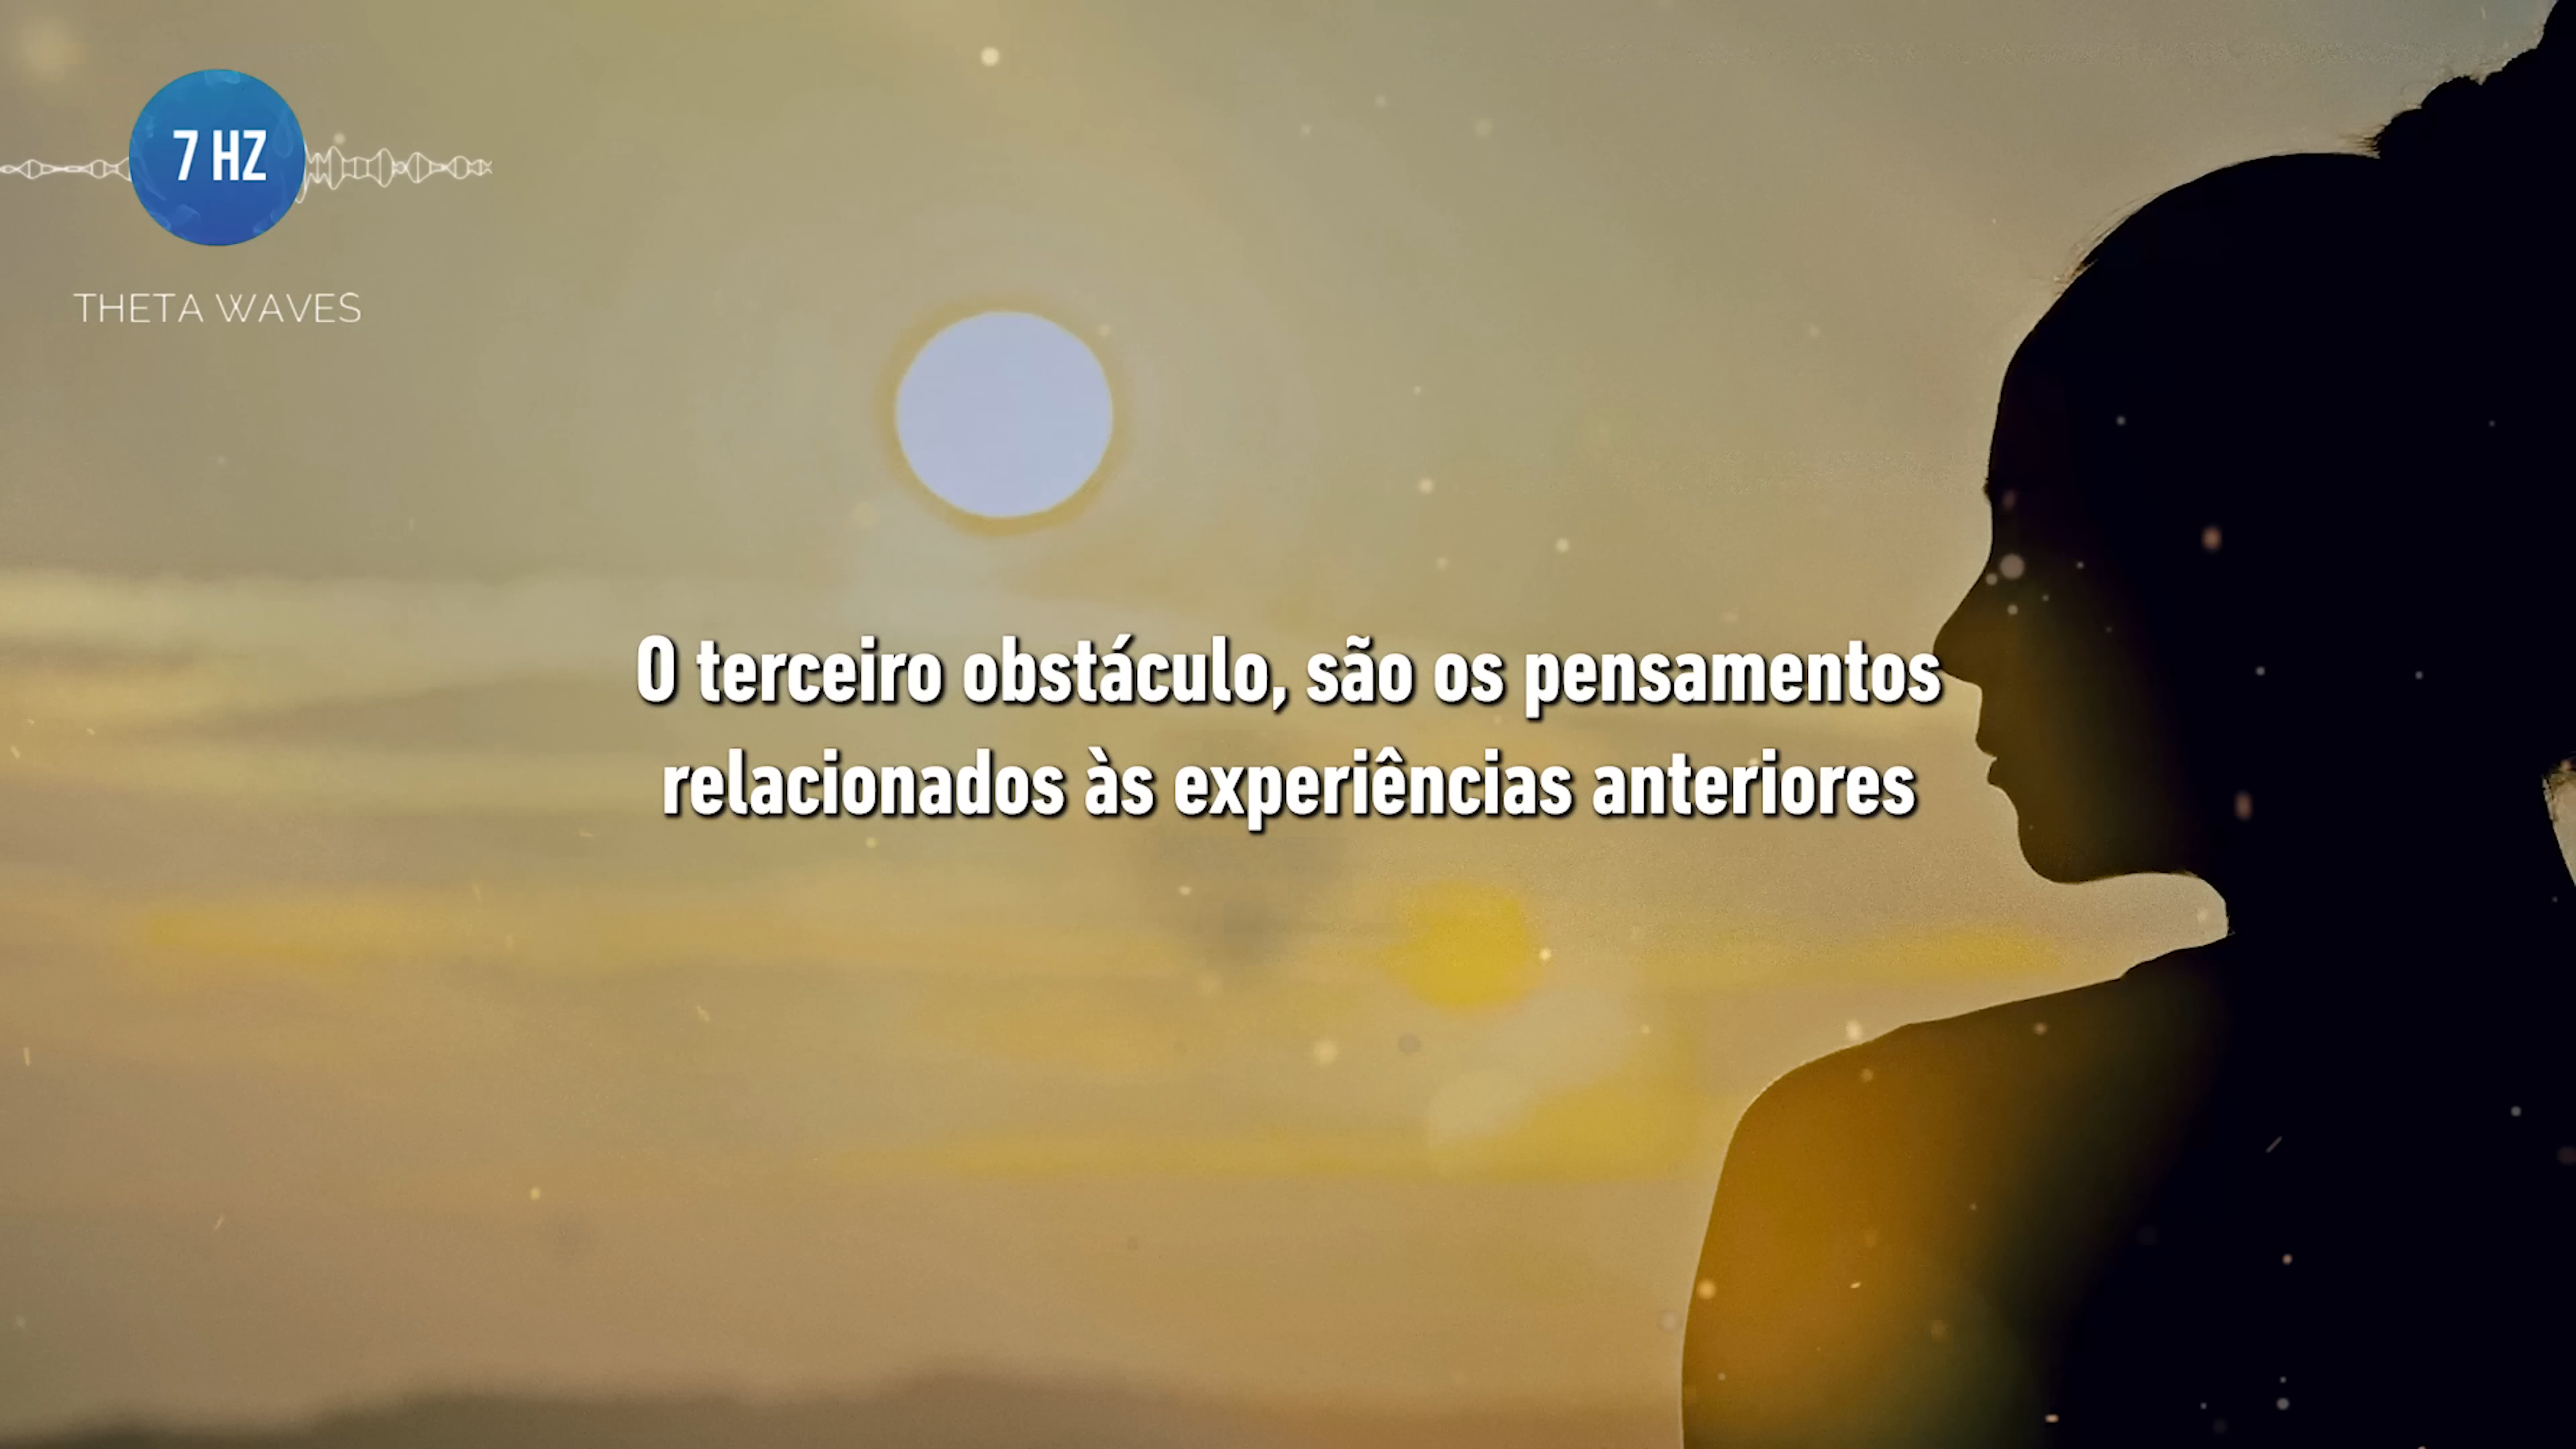 7 HZ
THETA WAVES
O terceiro obstáculo, são os pensamentos
relacionados às experiências anteriores